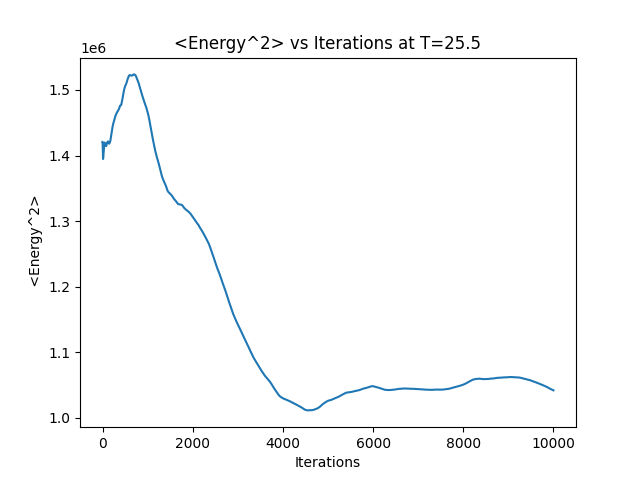 <Energy^2> vs Iterations at T=25.5
1e6
1.5
1.4
1.3
1.2
1.1
1.0
<Energy^2>
0 2000 4000 6000 8000 10000
Iterations